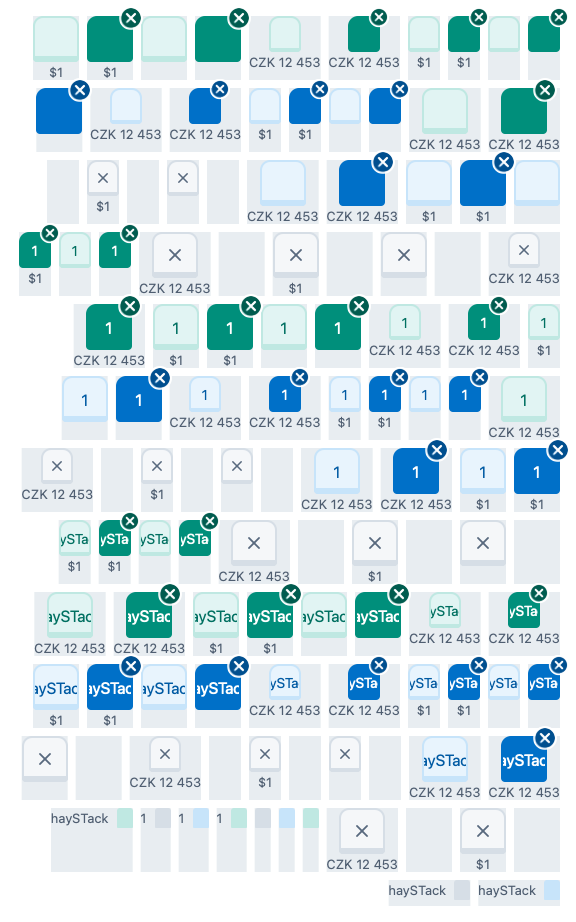 $1 $1 CZK 12 453 CZK 12 453 $1 $1
CZK 12 453 CZK 12 453 $1 $1 CZK 12 453 CZK 12 453
$1 CZK 12 453 CZK 12 453 $1 $1
1 1 1
$1 CZK 12 453 $1 CZK 12 453
1 1 1 1 1 1 1 1
CZK 12 453 $1 $1 CZK 12 453 CZK 12 453 $1
1 1 1 1 1 1 1 1 1
CZK 12 453 CZK 12 453 $1 $1 CZK 12 453
1 1 1 1
CZK 12 453 $1 CZK 12 453 CZK 12 453 $1 $1
ySTa ySTa ySTa ySTa
$1 $1 CZK 12 453 $1
aySTac aySTac aySTac aySTac aySTac aySTac ySTa ySTa
CZK 12 453 CZK 12 453 $1 $1 CZK 12 453 CZK 12 453
aySTac aySTac aySTac aySTac ySTa ySTa ySTa ySTa ySTa ySTa
$1 $1 CZK 12 453 CZK 12 453 $1 $1
aySTac aySTac
CZK 12 453 $1 CZK 12 453 CZK 12 453
haySTack 1 1 1
CZK 12 453 $1
haySTack haySTack